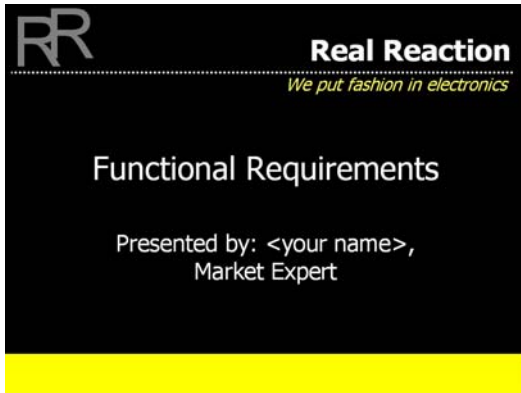 RR
Real Reaction
We put fashion in electronics
Functional Requirements
Presented by: <your name>,
Market Expert